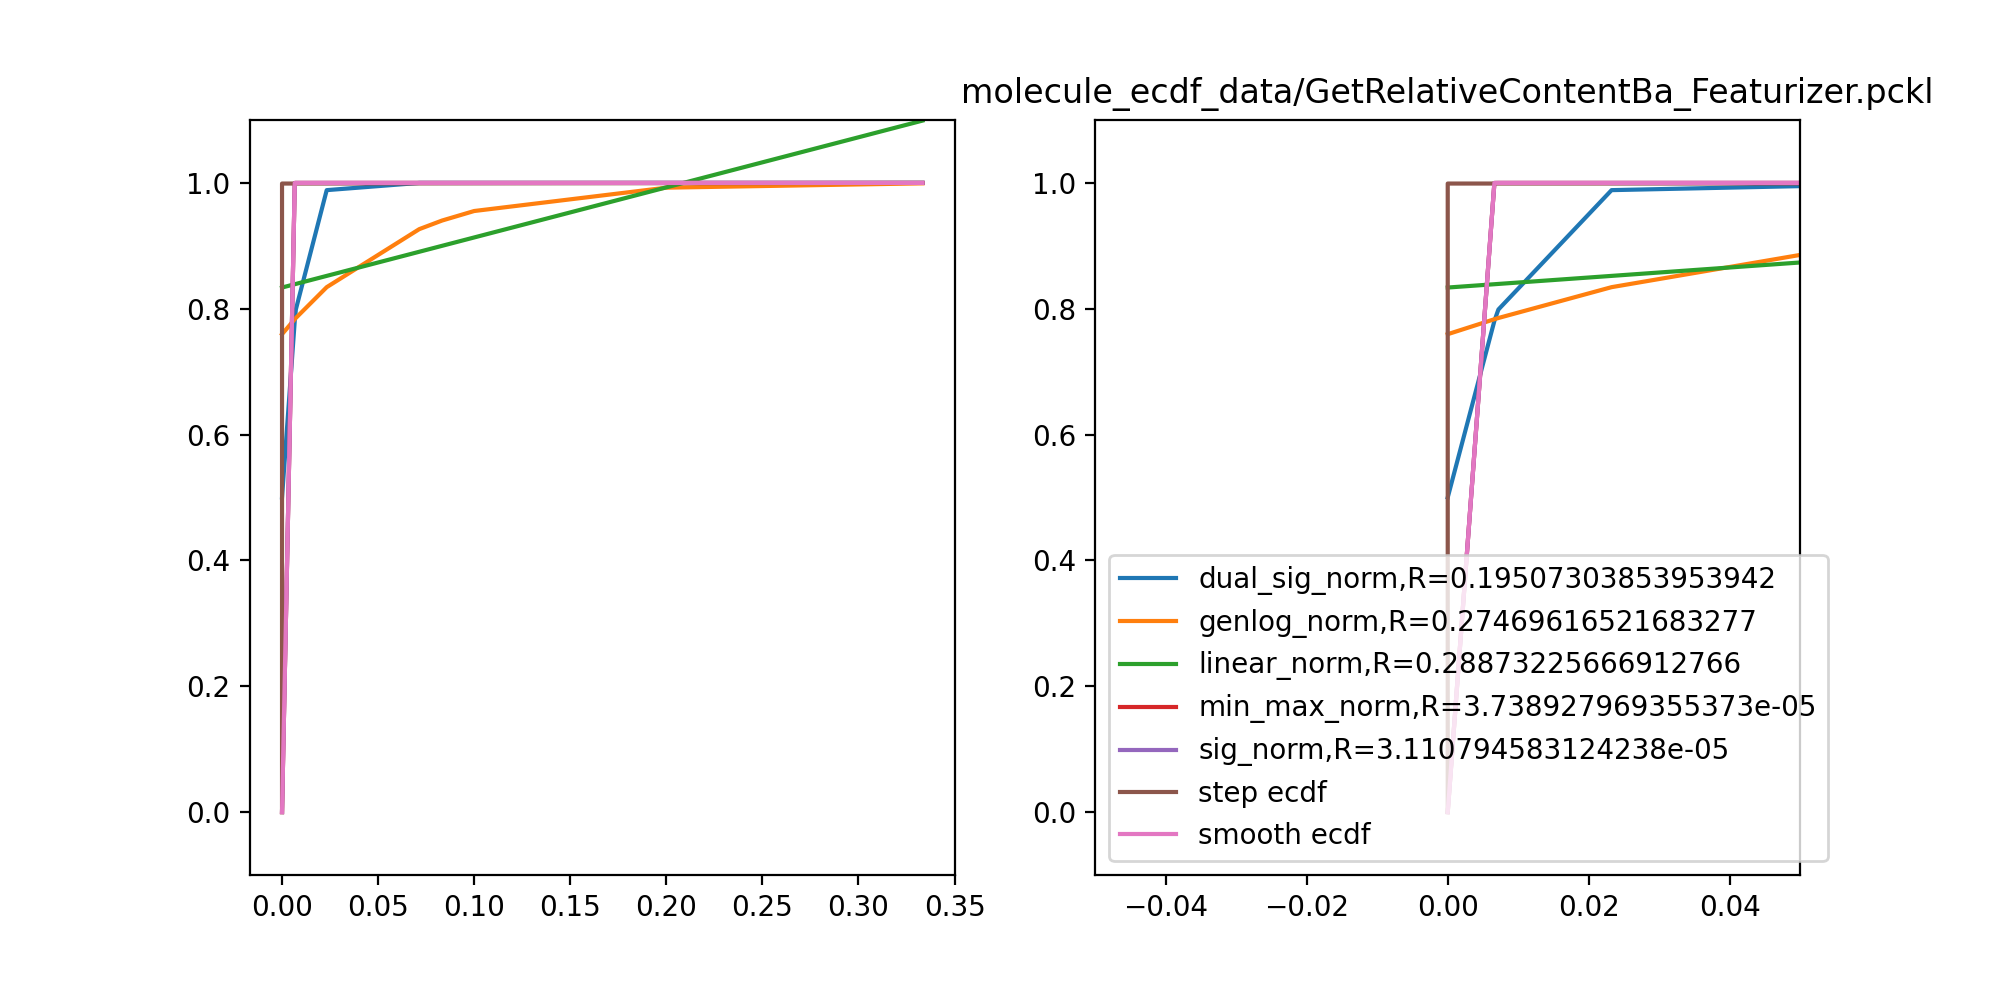 molecule_ecdf_data/GetRelativeContentBa_Featurizer.pckl
1.0
0.8
0.6
0.4
0.2
0.0
0.00 0.05 0.10 0.15 0.20 0.25 0.30 0.35
1.0
0.8
0.6
0.4
0.2
0.0
−0.04 −0.02 0.00 0.02 0.04
dual_sig_norm,R=0.19507303853953942
genlog_norm,R=0.27469616521683277
linear_norm,R=0.28873225666912766
min_max_norm,R=3.738927969355373e-05
sig_norm,R=3.110794583124238e-05
step ecdf
smooth ecdf